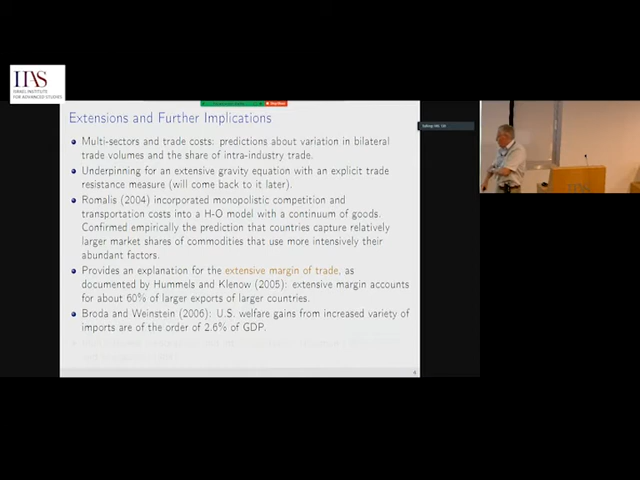 IIAS
ISRAEL INSTITUTE
FOR ADVANCED STUDIES
Extensions and Further Implications
Multi-sectors and trade costs: predictions about variation in bilateral
trade volumes and the share of intra-industry trade.
Underpinning for an extensive gravity equation with an explicit trade
resistance measure (will come back to it later).
Romalis (2004) incorporated monopolistic competition and
transportation costs into a H-O model with a continuum of goods.
Confirmed empirically the prediction that countries capture relatively
larger market shares of commodities that use more intensively their
abundant factors.
Provides an explanation for the extensive margin of trade, as
documented by Hummels and Klenow (2005): extensive margin accounts
for about 60% of larger exports of larger countries.
Broda and Weinstein (2006): U.S. welfare gains from increased variety of
imports are of the order of 2.6% of GDP.